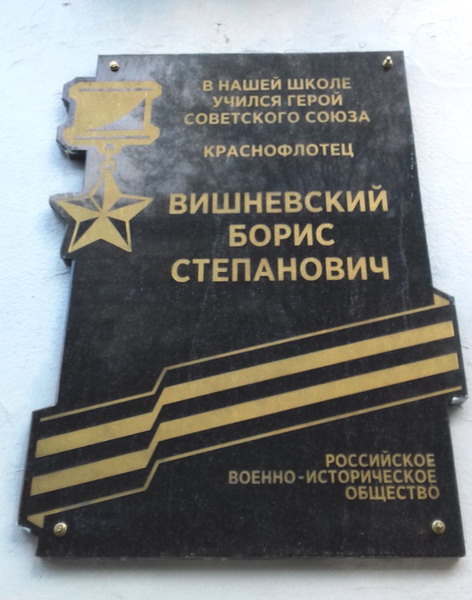 В НАШЕЙ ШКОЛЕ
УЧИЛСЯ ГЕРОЙ
СОВЕТСКОГО СОЮЗА
КРАСНОФЛОТЕЦ
ВИШНЕВСКИЙ
БОРИС
СТЕПАНОВИЧ
РОССИЙСКОЕ
ВОЕННО-ИСТОРИЧЕСКОЕ
ОБЩЕСТВО